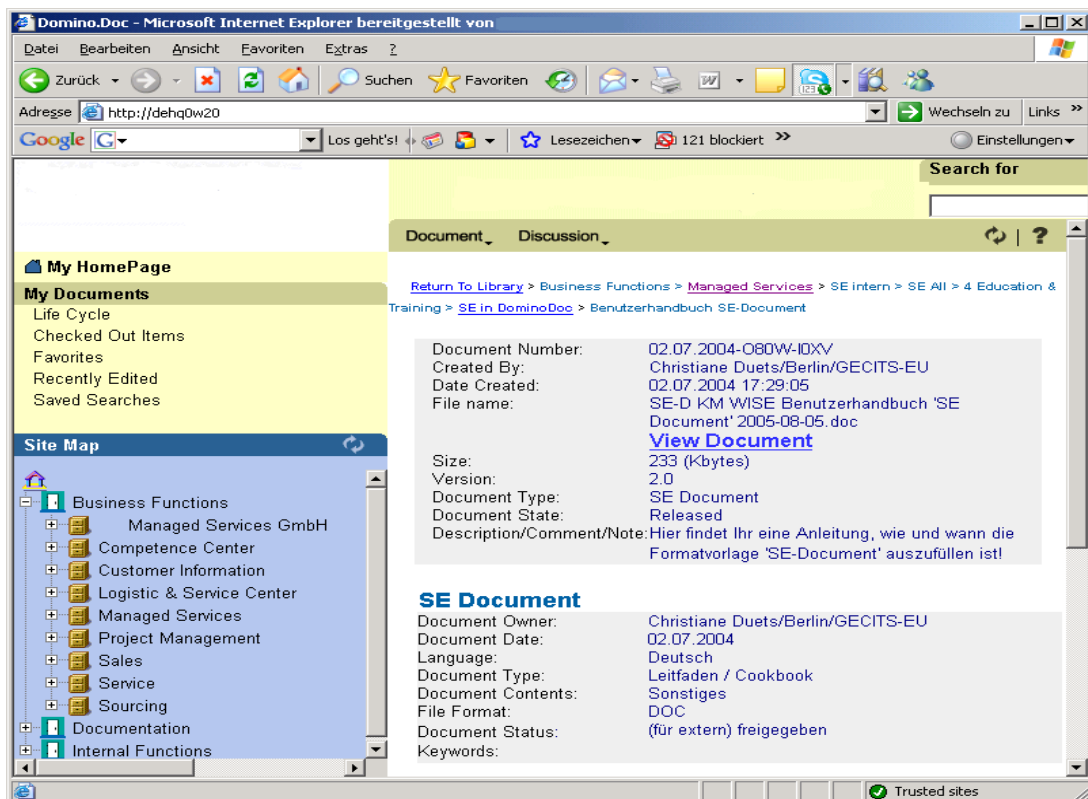 Domino.Doc - Microsoft Internet Explorer bereitgestellt von
Datei Bearbeiten Ansicht Favoriten Extras ?
Zurück Suchen Favoriten
Adresse http://dehq0w20 Wechseln zu Links »
Google G Los geht's! Lesezeichen 121 blockiert » Einstellungen
Search for
Document Discussion ?
My HomePage
My Documents
Life Cycle
Checked Out Items
Favorites
Recently Edited
Saved Searches
Site Map
Business Functions
Managed Services GmbH
Competence Center
Customer Information
Logistic & Service Center
Managed Services
Project Management
Sales
Service
Sourcing
Documentation
Internal Functions
Return To Library > Business Functions > Managed Services > SE intern > SE All > 4 Education &
Training > SE in DominoDoc > Benutzerhandbuch SE-Document
Document Number: 02.07.2004-O80W-I0XV
Created By: Christiane Duets/Berlin/GECITS-EU
Date Created: 02.07.2004 17:29:05
File name: SE-D KM WISE Benutzerhandbuch 'SE
Document' 2005-08-05.doc
View Document
Size: 233 (Kbytes)
Version: 2.0
Document Type: SE Document
Document State: Released
Description/Comment/Note: Hier findet Ihr eine Anleitung, wie und wann die
Formatvorlage 'SE-Document' auszufüllen ist!
SE Document
Document Owner: Christiane Duets/Berlin/GECITS-EU
Document Date: 02.07.2004
Language: Deutsch
Document Type: Leitfaden / Cookbook
Document Contents: Sonstiges
File Format: DOC
Document Status: (für extern) freigegeben
Keywords:
Trusted sites